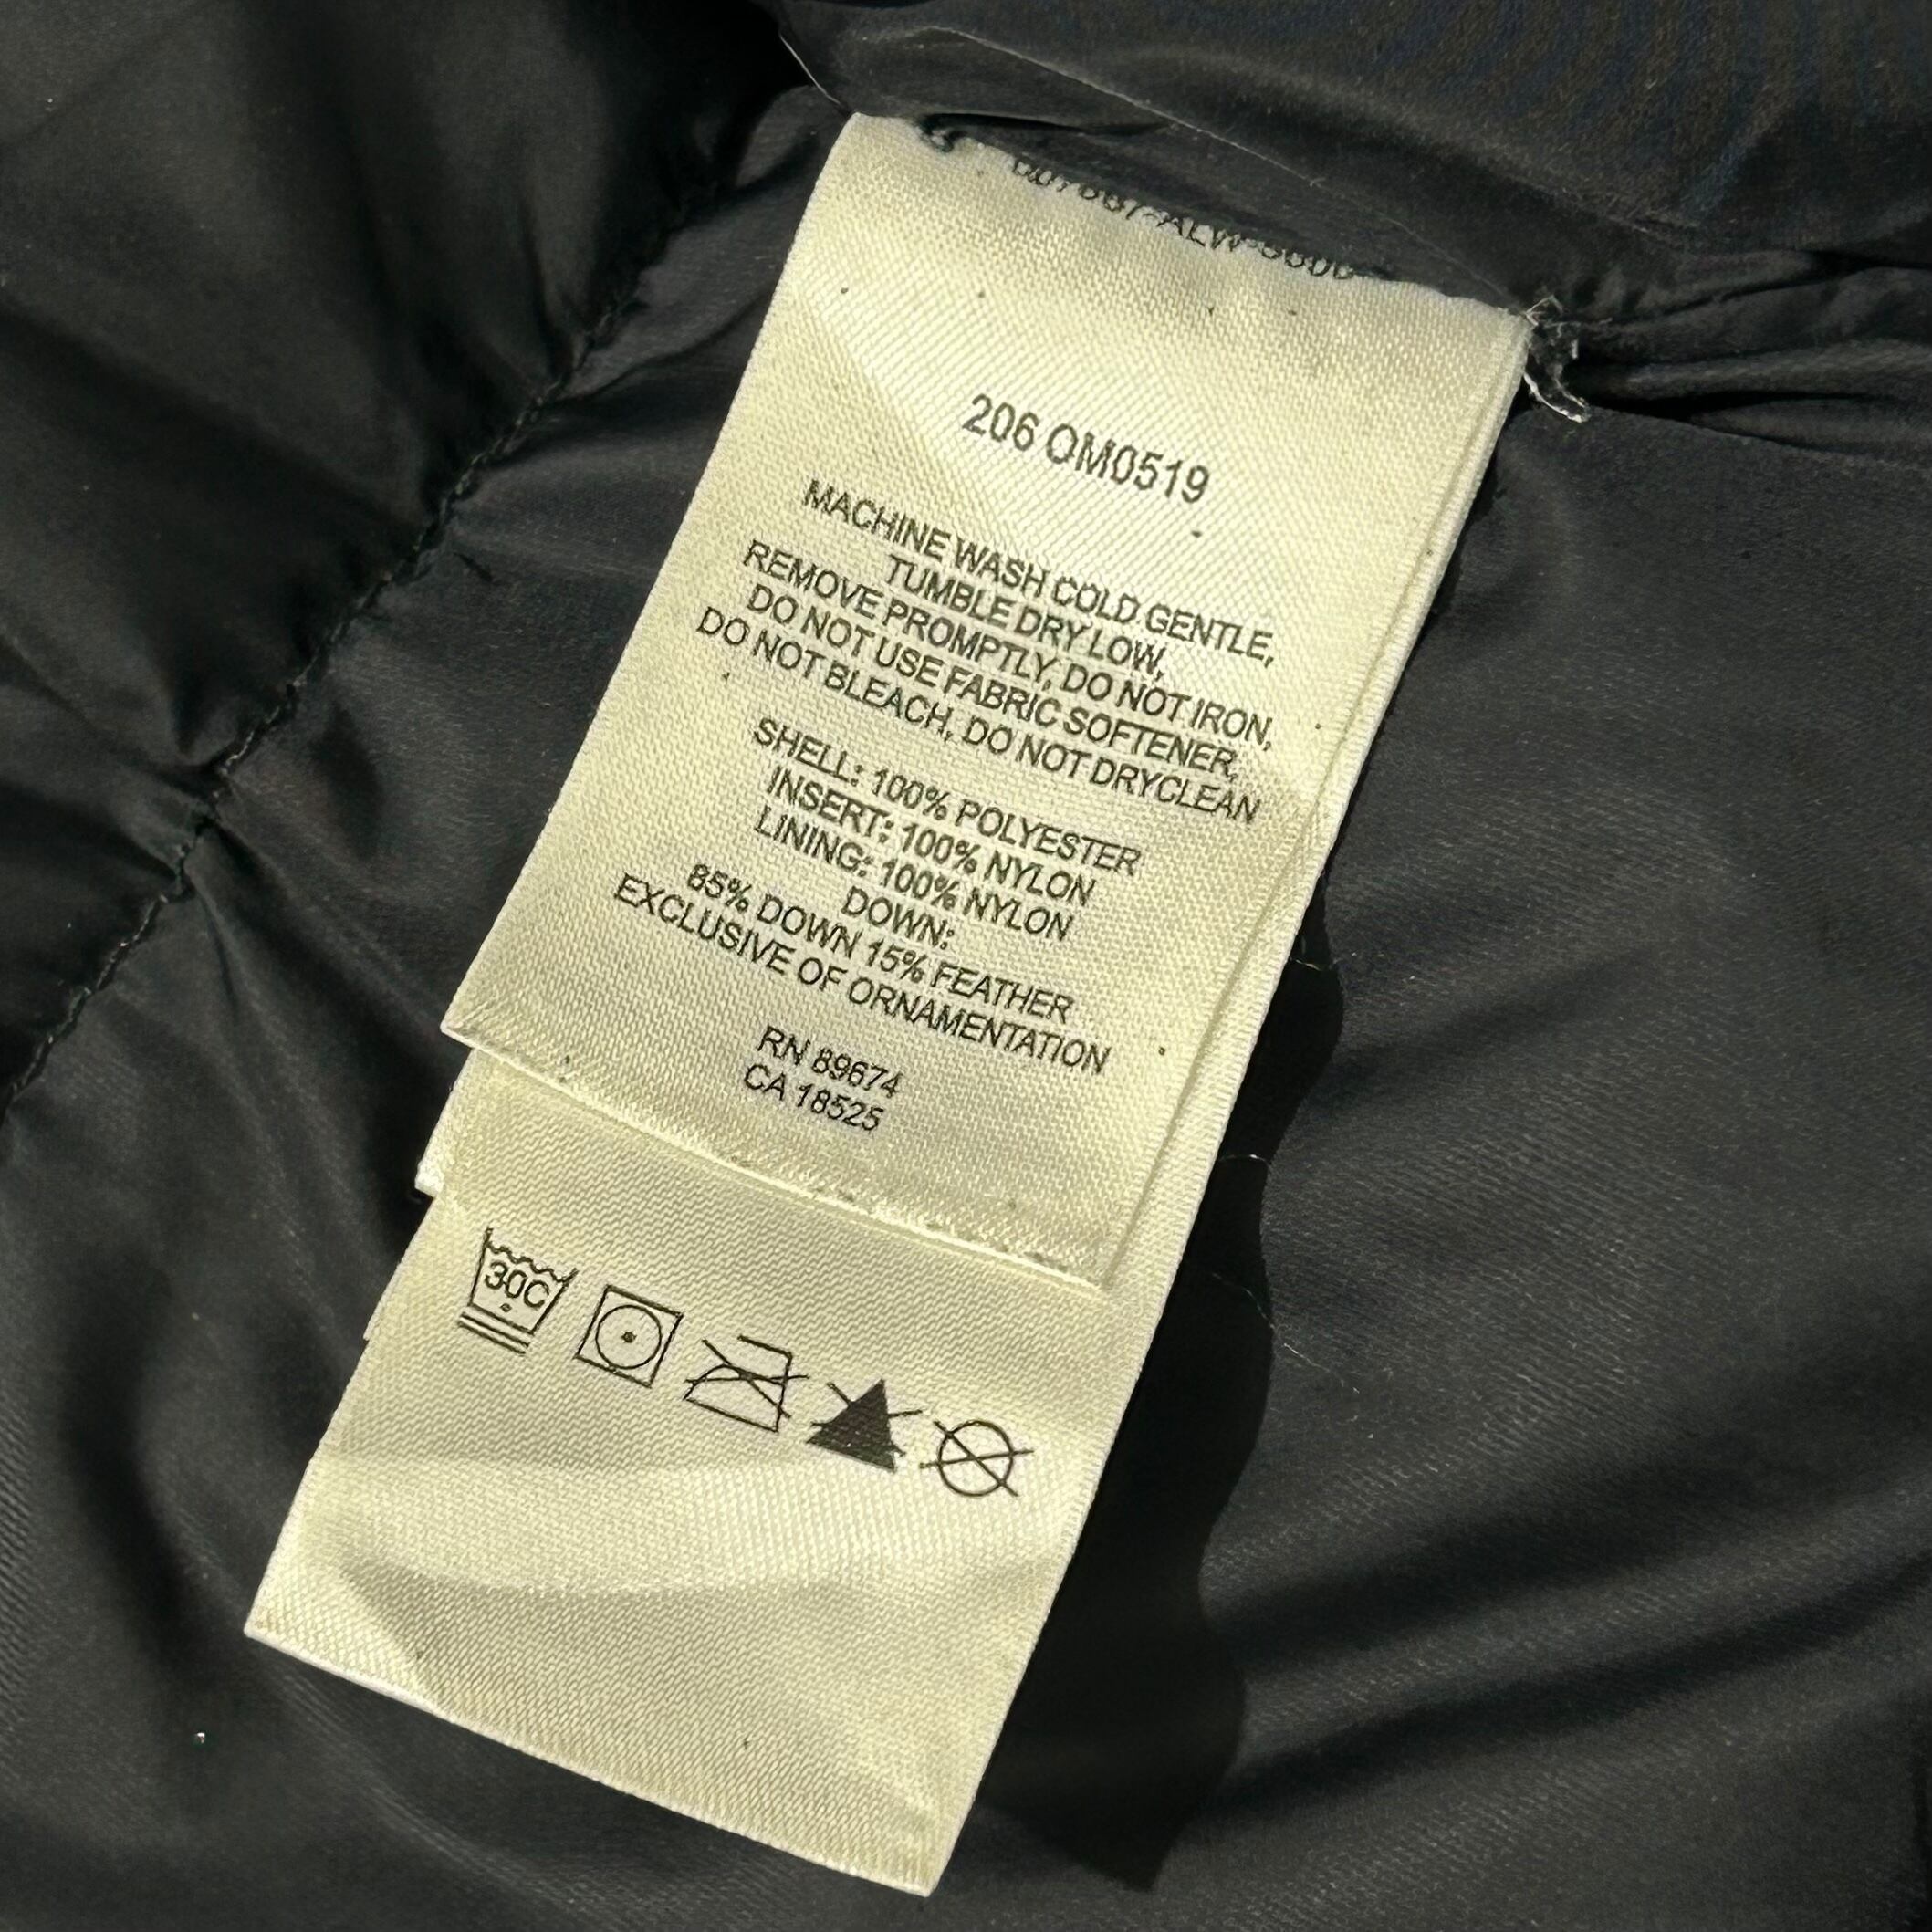 206 OM0519
MACHINE WASH COLD GENTLE,
TUMBLE DRY LOW,
REMOVE PROMPTLY, DO NOT IRON,
DO NOT USE FABRIC SOFTENER,
DO NOT BLEACH, DO NOT DRYCLEAN
SHELL: 100% POLYESTER
INSERT: 100% NYLON
LINING: 100% NYLON
DOWN:
85% DOWN 15% FEATHER
EXCLUSIVE OF ORNAMENTATION
RN 89674
CA 18525
30C